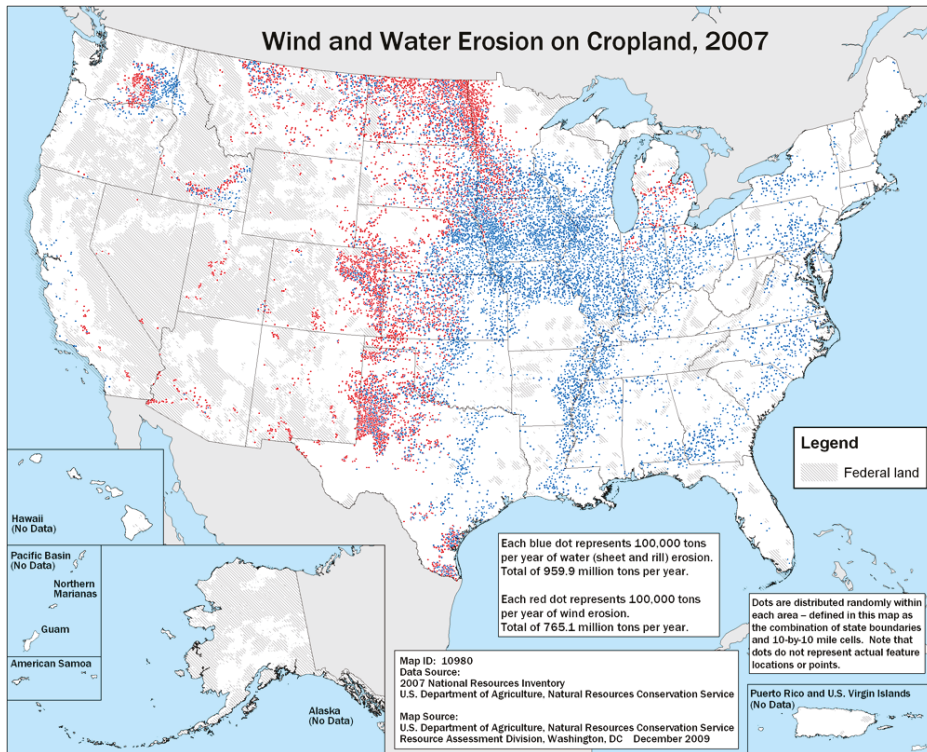 Wind and Water Erosion on Cropland, 2007
Legend
Federal land
Hawaii
(No Data)
Pacific Basin
(No Data)
Northern
Marianas
Guam
American Samoa
Alaska
(No Data)
Each blue dot represents 100,000 tons
per year of water (sheet and rill) erosion.
Total of 959.9 million tons per year.
Each red dot represents 100,000 tons
per year of wind erosion.
Total of 765.1 million tons per year.
Dots are distributed randomly within
each area – defined in this map as
the combination of state boundaries
and 10-by-10 mile cells. Note that
dots do not represent actual feature
locations or points.
Map ID: 10980
Data Source:
2007 National Resources Inventory
U.S. Department of Agriculture, Natural Resources Conservation Service
Map Source:
U.S. Department of Agriculture, Natural Resources Conservation Service
Resource Assessment Division, Washington, DC December 2009
Puerto Rico and U.S. Virgin Islands
(No Data)